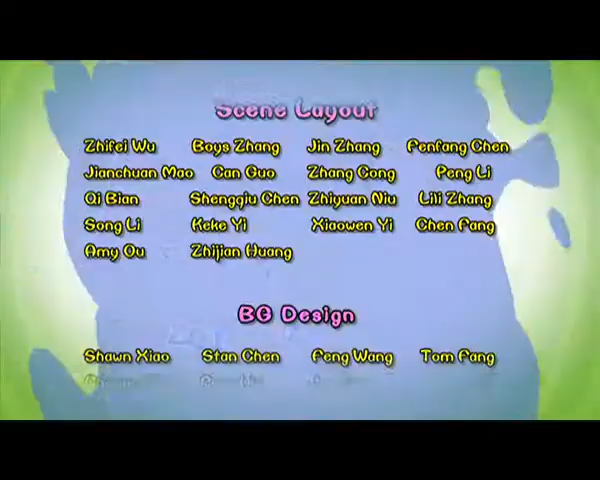 Scene Layout
Zhifei Wu Boys Zhang Jin Zhang Fenfang Chen
Jianchuan Mao Can Guo Zhang Cong Peng Li
Qi Bian Shengqiu Chen Zhiyuan Niu Lili Zhang
Song Li Keke Yi Xiaowen Yi Chen Fang
Amy Ou Zhijian Huang
BG Design
Shawn Xiao Stan Chen Feng Wang Tom Fang